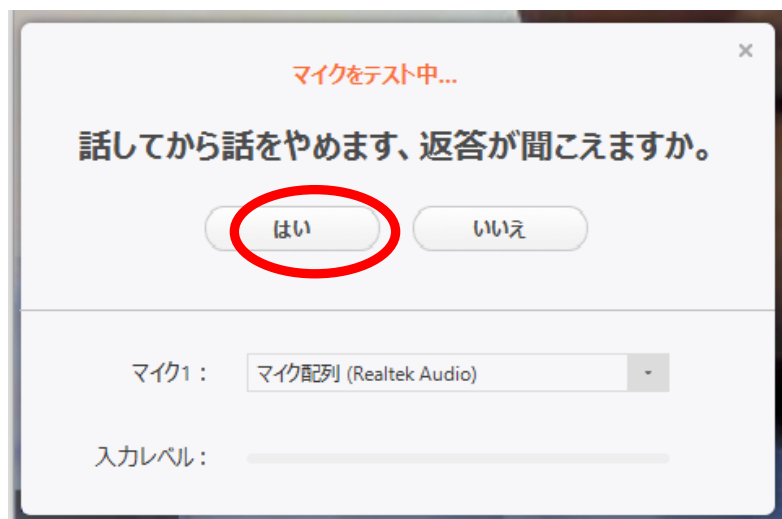 マイクをテスト中...
話してから話をやめます、返答が聞こえますか。
はい
いいえ
マイク1：
マイク配列 (Realtek Audio)
入力レベル：